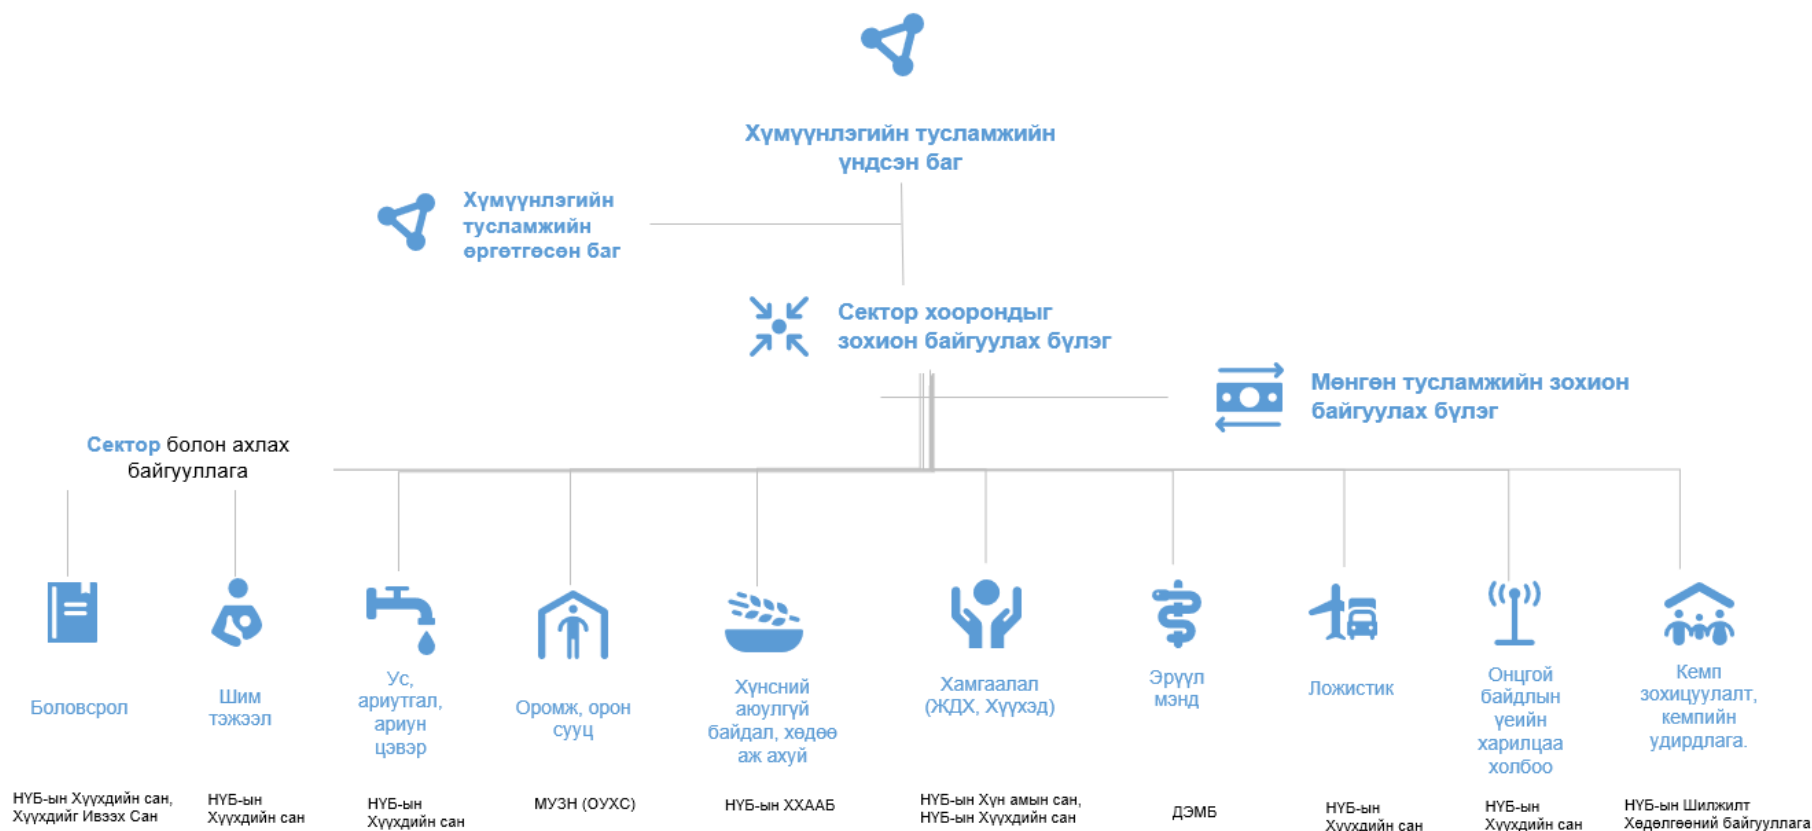 Хүмүүнлэгийн тусламжийн
үндсэн баг
Хүмүүнлэгийн
тусламжийн
өргөтгөсөн баг
Сектор хоорондыг
зохион байгуулах бүлэг
Мөнгөн тусламжийн зохион
байгуулах бүлэг
Сектор болон ахлах
байгууллага
Боловсрол
Шим
тэжээл
Ус,
ариутгал,
ариун
цэвэр
Оромж, орон
сууц
Хүнсний
аюулгүй
байдал, хөдөө
аж ахуй
Хамгаалал
(ЖДХ, Хүүхэд)
Эрүүл
мэнд
Ложистик
Онцгой
байдлын
үеийн
харилцаа
холбоо
Кемп
зохицуулалт,
кемпийн
удирдлага.
НҮБ-ын Хүүхдийн сан,
Хүүхдийг Ивээх Сан
НҮБ-ын
Хүүхдийн сан
НҮБ-ын
Хүүхдийн сан
МУЗН (ОУХС)
НҮБ-ын ХХААБ
НҮБ-ын Хүн амын сан,
НҮБ-ын Хүүхдийн сан
ДЭМБ
НҮБ-ын
Хүүхдийн сан
НҮБ-ын
Хүүхдийн сан
НҮБ-ын Шилжилт
Хөдөлгөөний байгууллага